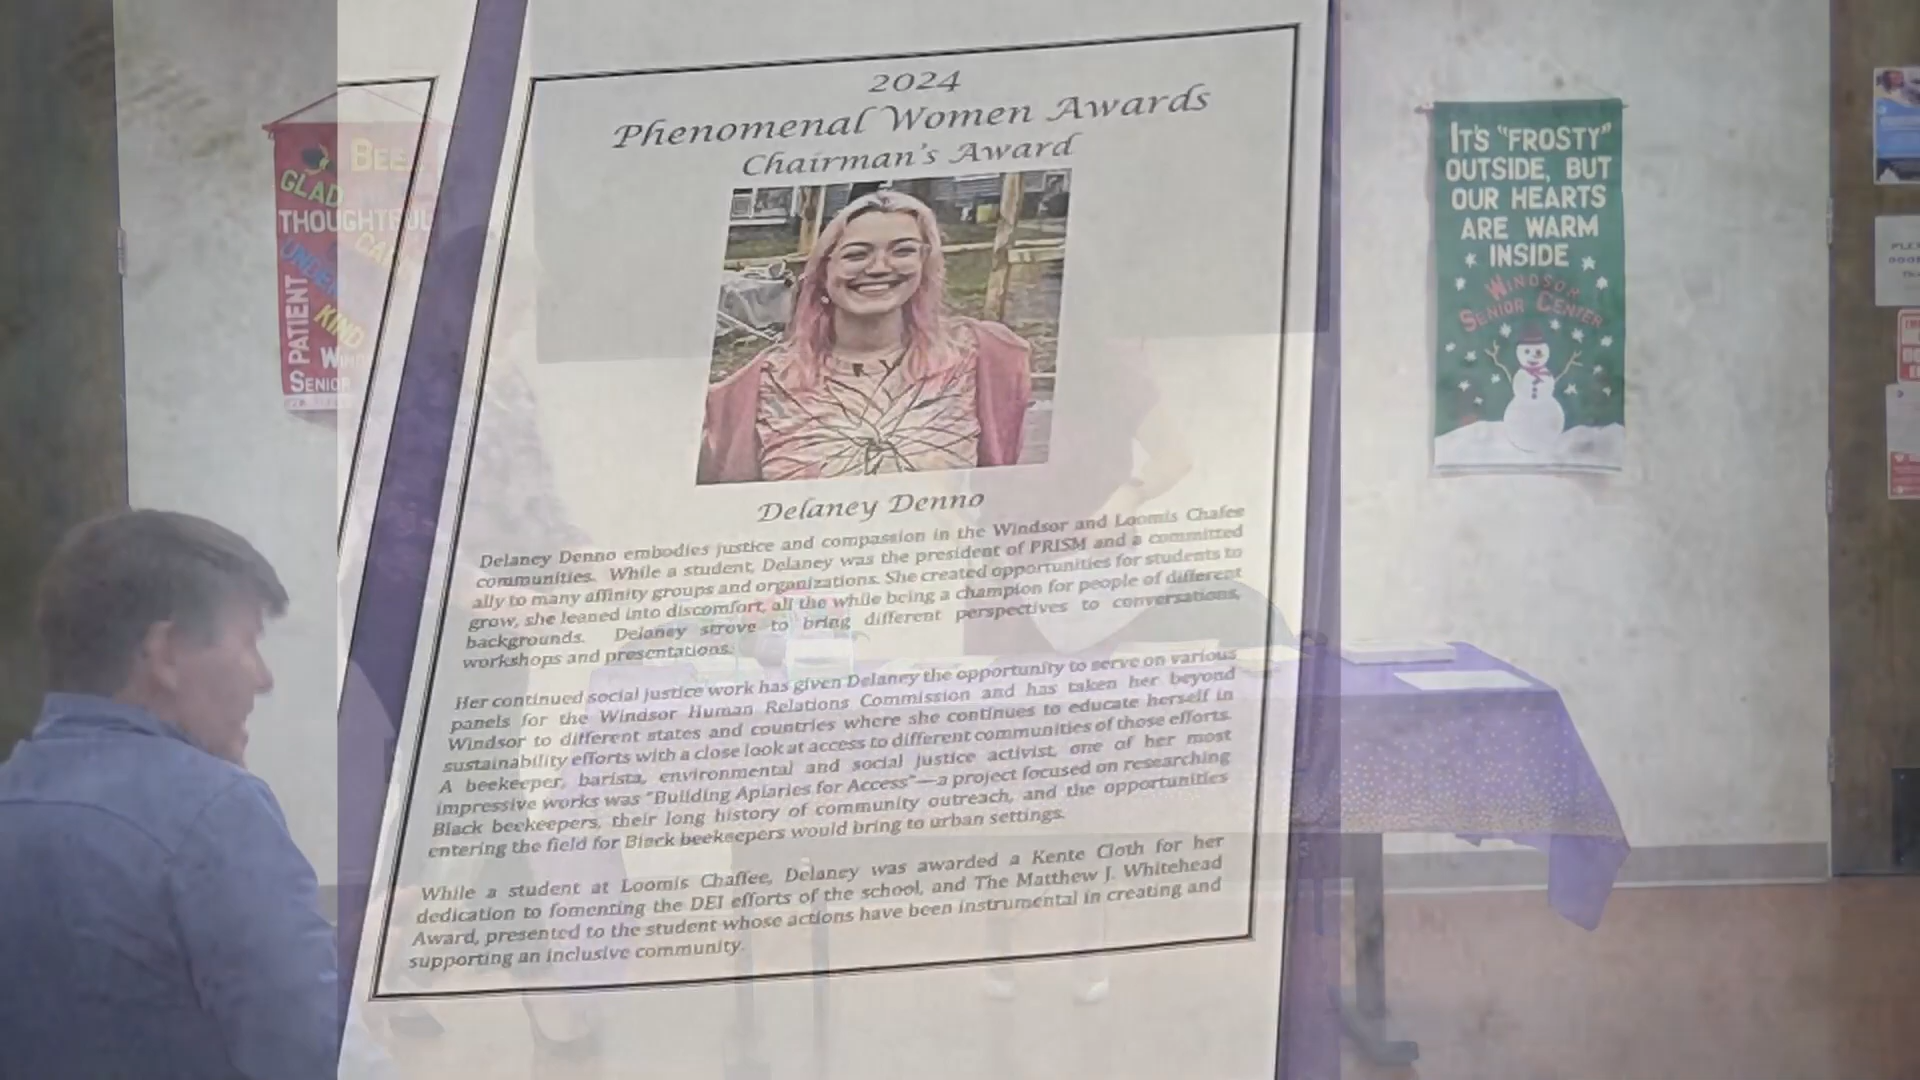 2024
Phenomenal Women Awards
Chairman's Award
Delaney Denno
Delaney Denno embodies justice and compassion in the Windsor and Loomis Chafee
communities. While a student, Delaney was the president of PRISM and a committed
ally to many affinity groups and organizations. She created opportunities for students to
grow, she leaned into discomfort, all the while being a champion for people of different
backgrounds. Delaney strove to bring different perspectives to conversations,
workshops and presentations.
Her continued social justice work has given Delaney the opportunity to serve on various
panels for the Windsor Human Relations Commission and has taken her beyond
Windsor to different states and countries where she continues to educate herself in
sustainability efforts with a close look at access to different communities of those efforts.
A beekeeper, barista, environmental and social justice activist, one of her most
impressive works was "Building Apiaries for Access"—a project focused on researching
Black beekeepers, their long history of community outreach, and the opportunities
entering the field for Black beekeepers would bring to urban settings.
While a student at Loomis Chaffee, Delaney was awarded a Kente Cloth for her
dedication to fomenting the DEI efforts of the school, and The Matthew J. Whitehead
Award, presented to the student whose actions have been instrumental in creating and
supporting an inclusive community.
BEE
GLAD
THOUGHTFUL
PATIENT
KIND
SENIOR
IT'S "FROSTY"
OUTSIDE, BUT
OUR HEARTS
ARE WARM
INSIDE
WINDSOR
SENIOR CENTER